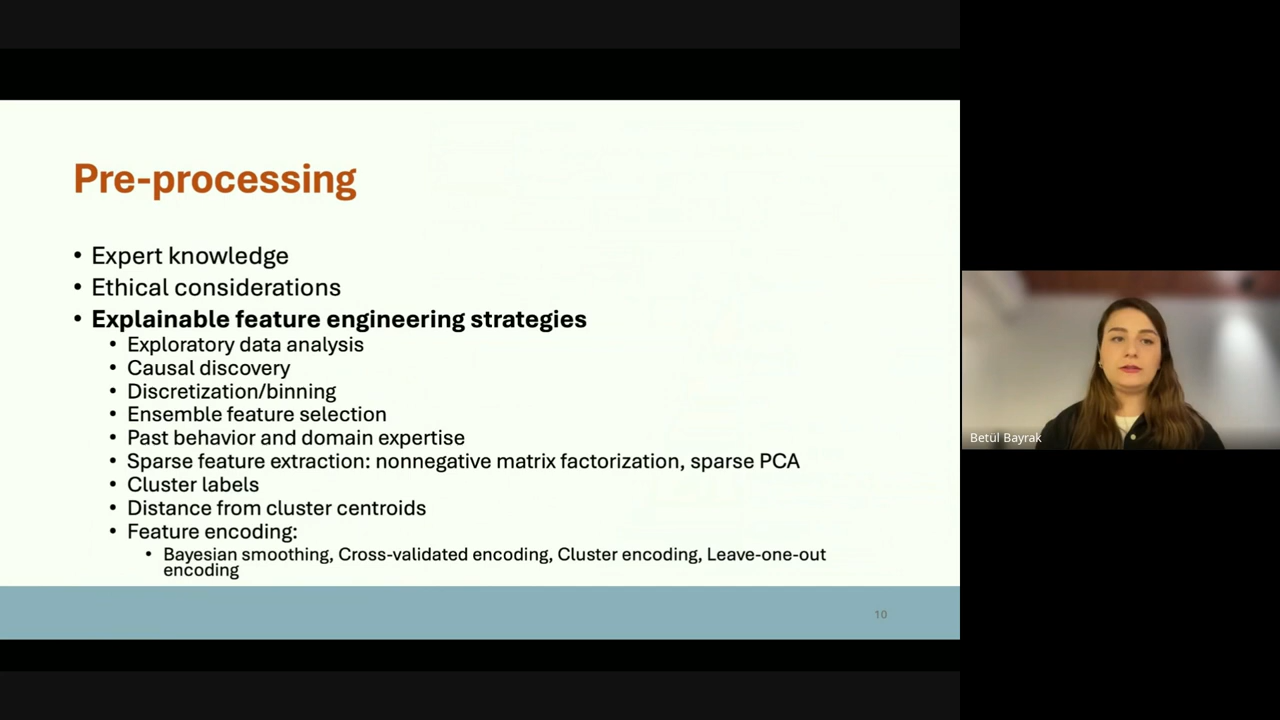 Pre-processing
• Expert knowledge
• Ethical considerations
• Explainable feature engineering strategies
• Exploratory data analysis
• Causal discovery
• Discretization/binning
• Ensemble feature selection
• Past behavior and domain expertise
• Sparse feature extraction: nonnegative matrix factorization, sparse PCA
• Cluster labels
• Distance from cluster centroids
• Feature encoding:
• Bayesian smoothing, Cross-validated encoding, Cluster encoding, Leave-one-out
encoding
10
Betül Bayrak